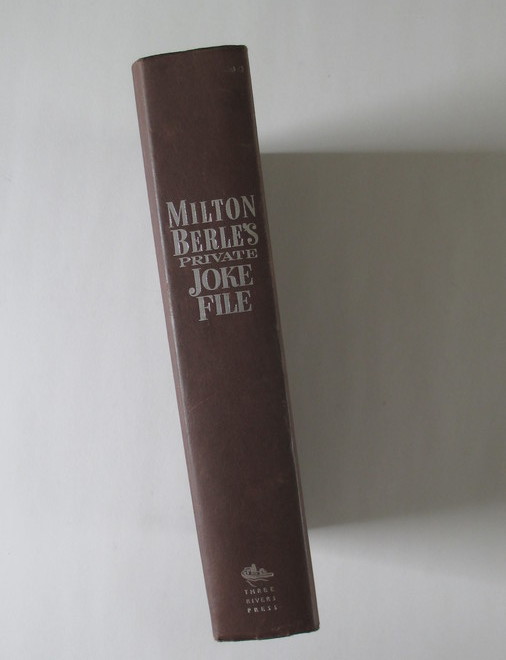 MILTON
BERLE'S
PRIVATE
JOKE
FILE
THREE
RIVERS
PRESS